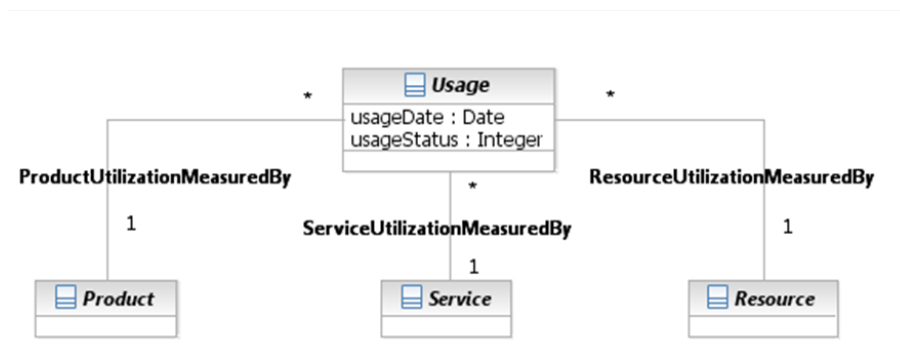 Usage
*
*
usageDate : Date
usageStatus : Integer
ProductUtilizationMeasuredBy
ResourceUtilizationMeasuredBy
*
1
ServiceUtilizationMeasuredBy
1
1
Product
Service
Resource